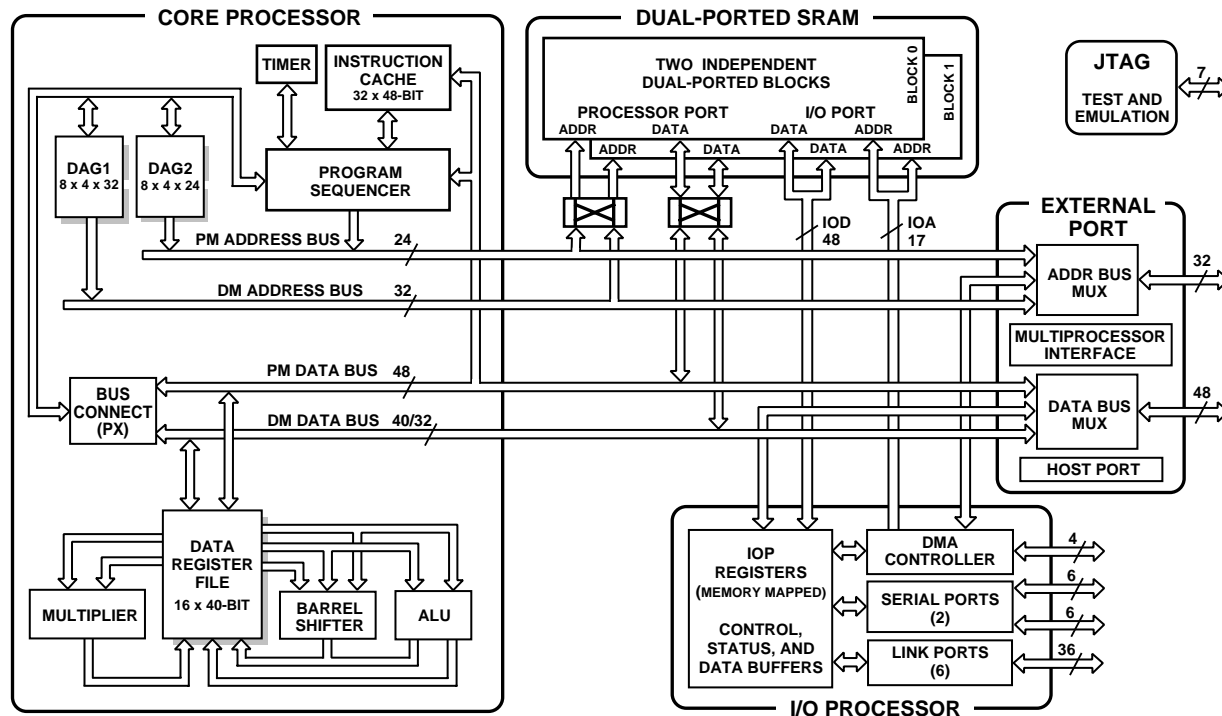 CORE PROCESSOR
TIMER
INSTRUCTION
CACHE
32 x 48-BIT
DAG1
8 x 4 x 32
DAG2
8 x 4 x 24
PROGRAM
SEQUENCER
PM ADDRESS BUS 24
DM ADDRESS BUS 32
PM DATA BUS 48
BUS
CONNECT
(PX)
DM DATA BUS 40/32
DATA
REGISTER
FILE
16 x 40-BIT
MULTIPLIER
BARREL
SHIFTER
ALU
DUAL-PORTED SRAM
TWO INDEPENDENT
DUAL-PORTED BLOCKS
BLOCK 0
BLOCK 1
PROCESSOR PORT
I/O PORT
ADDR DATA DATA ADDR
ADDR DATA DATA ADDR
IOD
48
IOA
17
JTAG
TEST AND
EMULATION
7
EXTERNAL
PORT
ADDR BUS
MUX
32
MULTIPROCESSOR
INTERFACE
DATA BUS
MUX
48
HOST PORT
IOP
REGISTERS
(MEMORY MAPPED)
CONTROL,
STATUS, AND
DATA BUFFERS
DMA
CONTROLLER
4
SERIAL PORTS
(2)
6
6
LINK PORTS
(6)
36
I/O PROCESSOR